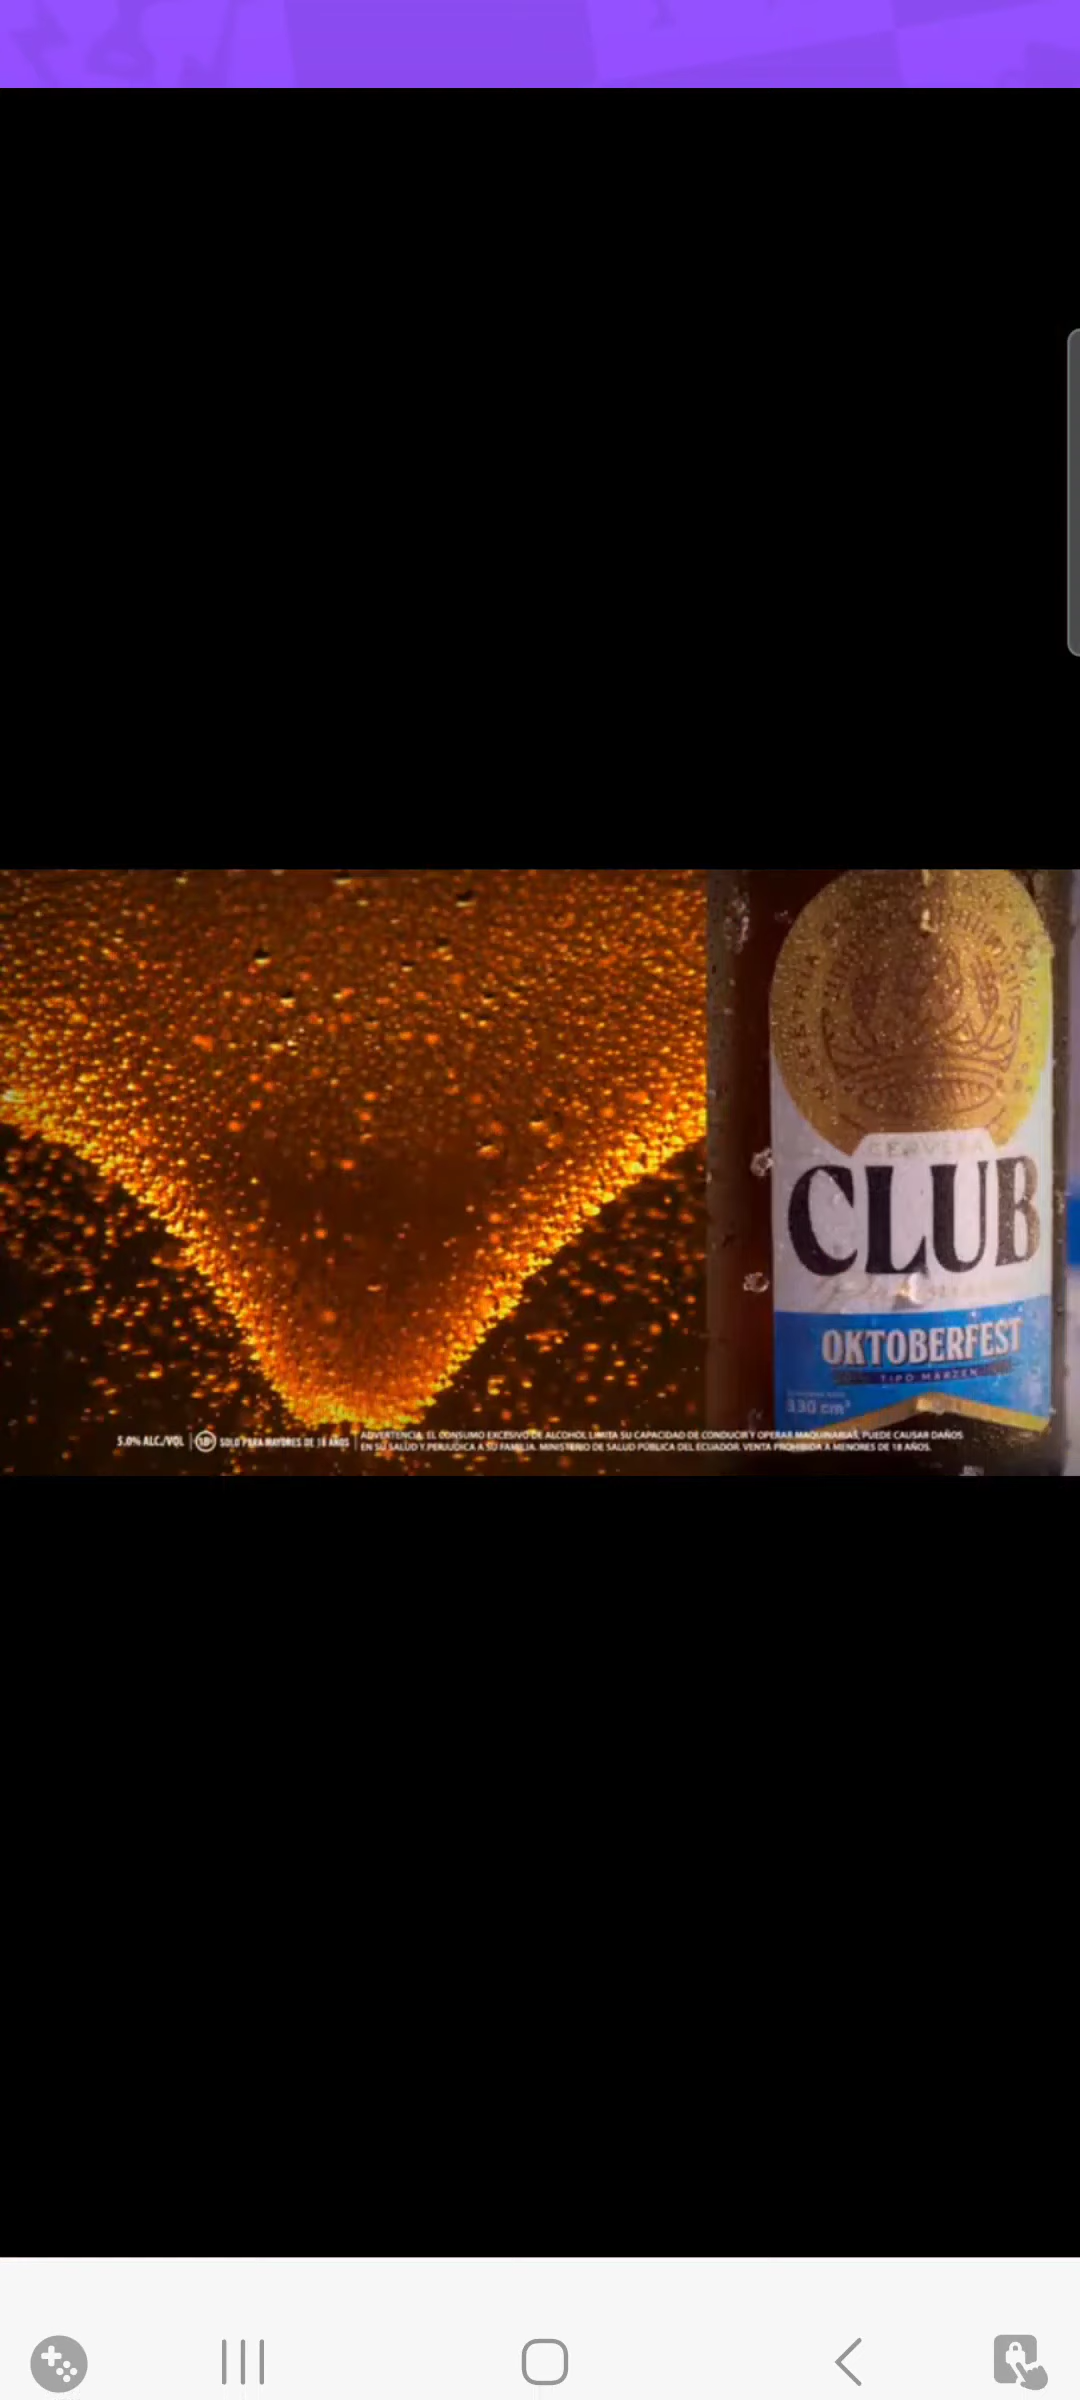 MAESTRIA
CERVEZA
CLUB
OKTOBERFEST
TIPO MÄRZEN
330 cm³
5.0% ALC./VOL
18+
SOLO PARA MAYORES DE 18 AÑOS
ADVERTENCIA. EL CONSUMO EXCESIVO DE ALCOHOL LIMITA SU CAPACIDAD DE CONDUCIR Y OPERAR MAQUINARIAS, PUEDE CAUSAR DAÑOS
EN SU SALUD Y PERJUDICA A SU FAMILIA. MINISTERIO DE SALUD PÚBLICA DEL ECUADOR. VENTA PROHIBIDA A MENORES DE 18 AÑOS.